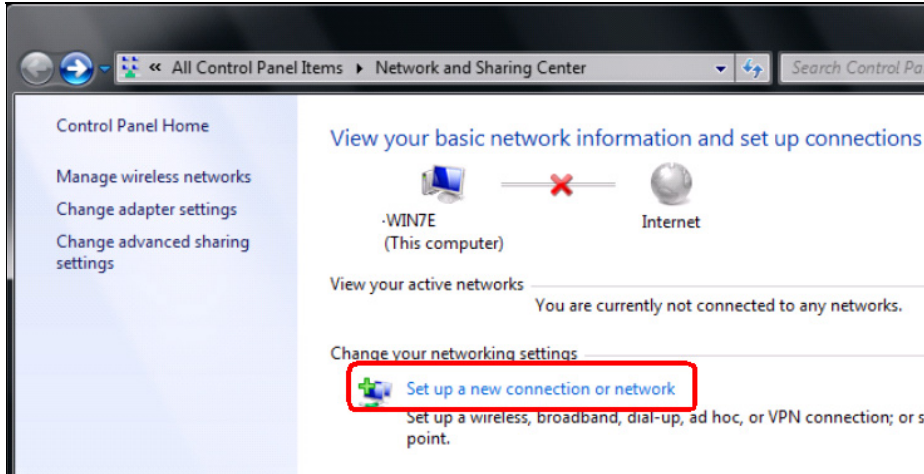 « All Control Panel Items ▸ Network and Sharing Center
Search Control Pa
Control Panel Home
Manage wireless networks
Change adapter settings
Change advanced sharing
settings
View your basic network information and set up connections
-WIN7E
(This computer)
Internet
View your active networks
You are currently not connected to any networks.
Change your networking settings
Set up a new connection or network
Set up a wireless, broadband, dial-up, ad hoc, or VPN connection; or s
point.